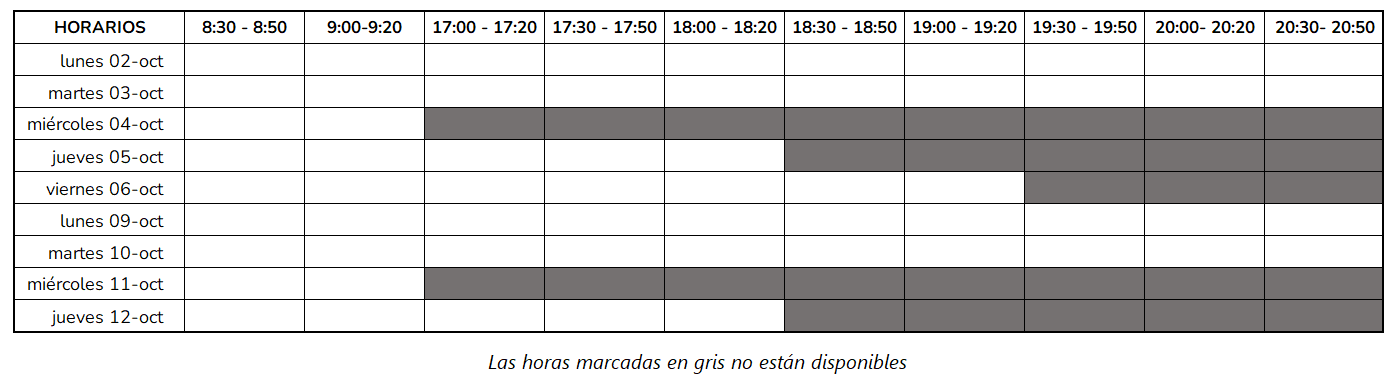 HORARIOS 8:30 - 8:50 9:00-9:20 17:00 - 17:20 17:30 - 17:50 18:00 - 18:20 18:30 - 18:50 19:00 - 19:20 19:30 - 19:50 20:00- 20:20 20:30- 20:50
lunes 02-oct
martes 03-oct
miércoles 04-oct
jueves 05-oct
viernes 06-oct
lunes 09-oct
martes 10-oct
miércoles 11-oct
jueves 12-oct
Las horas marcadas en gris no están disponibles